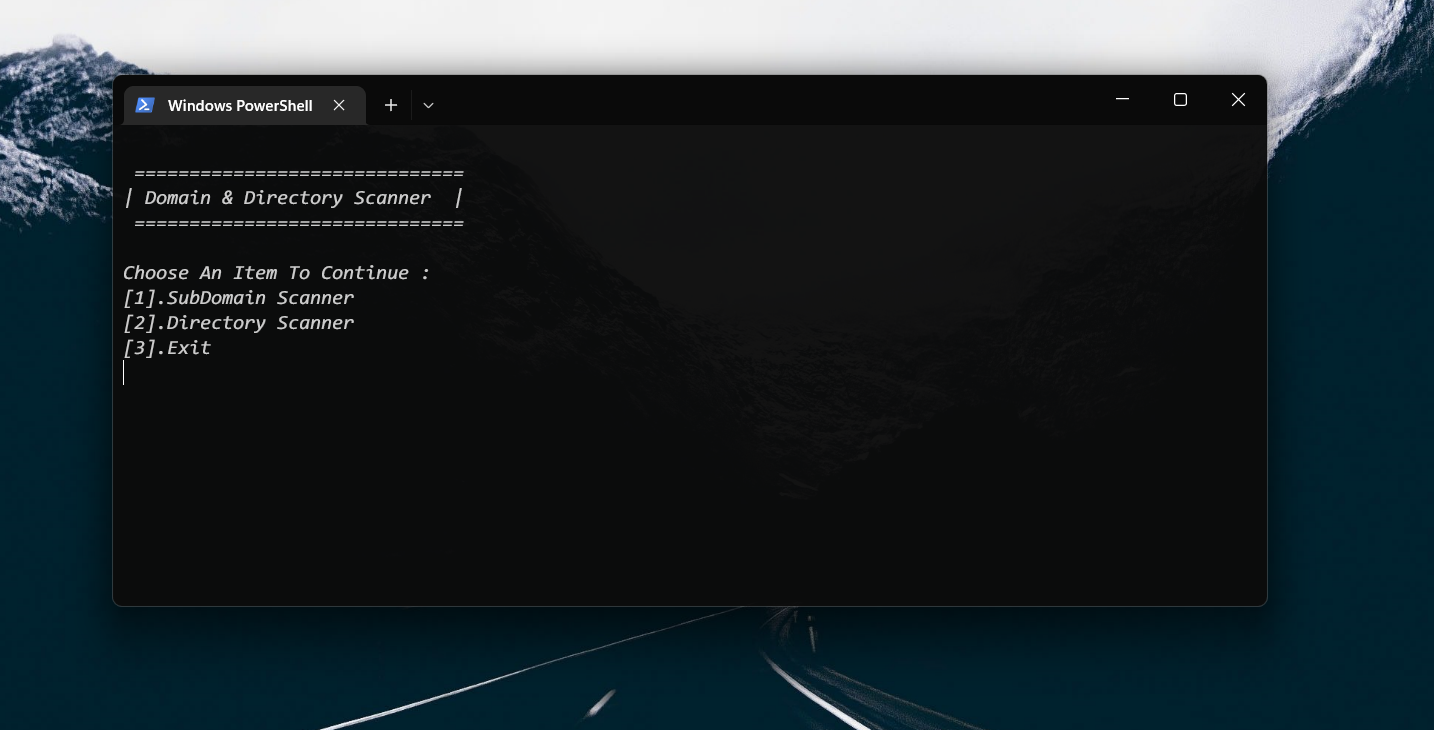 Windows PowerShell
==============================
| Domain & Directory Scanner  |
==============================
Choose An Item To Continue :
[1].SubDomain Scanner
[2].Directory Scanner
[3].Exit